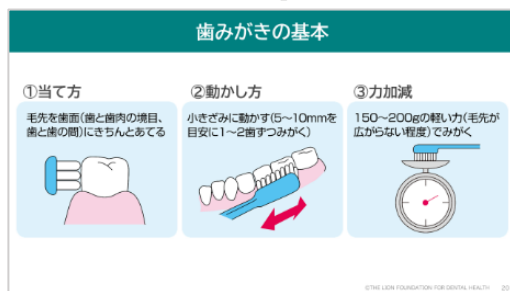 歯みがきの基本
①当て方
毛先を歯面(歯と歯肉の境目、
歯と歯の間)にきちんとあてる
②動かし方
小きざみに動かす(5〜10mmを
目安に1〜2歯ずつみがく)
③力加減
150〜200gの軽い力(毛先が
広がらない程度)でみがく
©THE LION FOUNDATION FOR DENTAL HEALTH 20